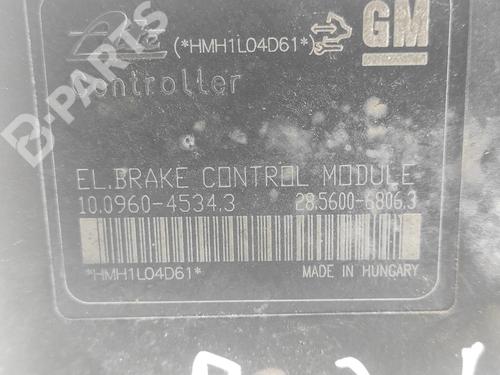 Ate (*HMH1L04D61*) GM
Controller
EL.BRAKE CONTROL MODULE
10.0960-4534.3 28.5600-6806.3
*HMH1L04D61* MADE IN HUNGARY
B-PARTS